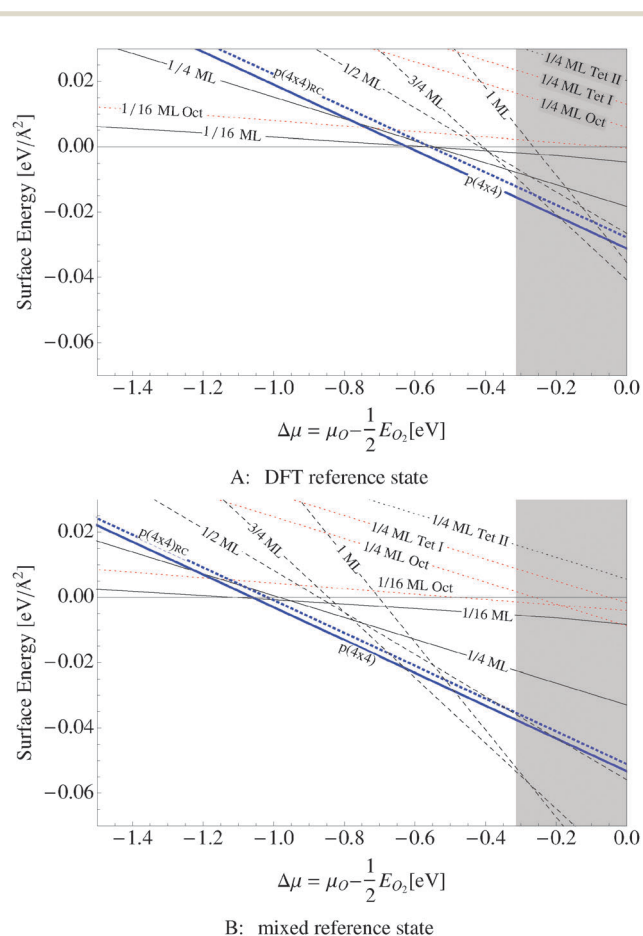 1/4 ML
p(4x4)RC
1/2 ML
3/4 ML
1 ML
1/4 ML Tet II
1/4 ML Tet I
1/4 ML Oct
1/16 ML Oct
1/16 ML
p(4x4)
0.02
0.00
−0.02
−0.04
−0.06
Surface Energy [eV/Å²]
−1.4 −1.2 −1.0 −0.8 −0.6 −0.4 −0.2 0.0
Δμ = μO−1/2 EO2[eV]
A: DFT reference state
p(4x4)RC
1/2 ML
3/4 ML
1 ML
1/4 ML Tet II
1/4 ML Tet I
1/4 ML Oct
1/16 ML Oct
1/16 ML
1/4 ML
p(4x4)
0.02
0.00
−0.02
−0.04
−0.06
Surface Energy [eV/Å²]
−1.4 −1.2 −1.0 −0.8 −0.6 −0.4 −0.2 0.0
Δμ = μO−1/2 EO2[eV]
B: mixed reference state